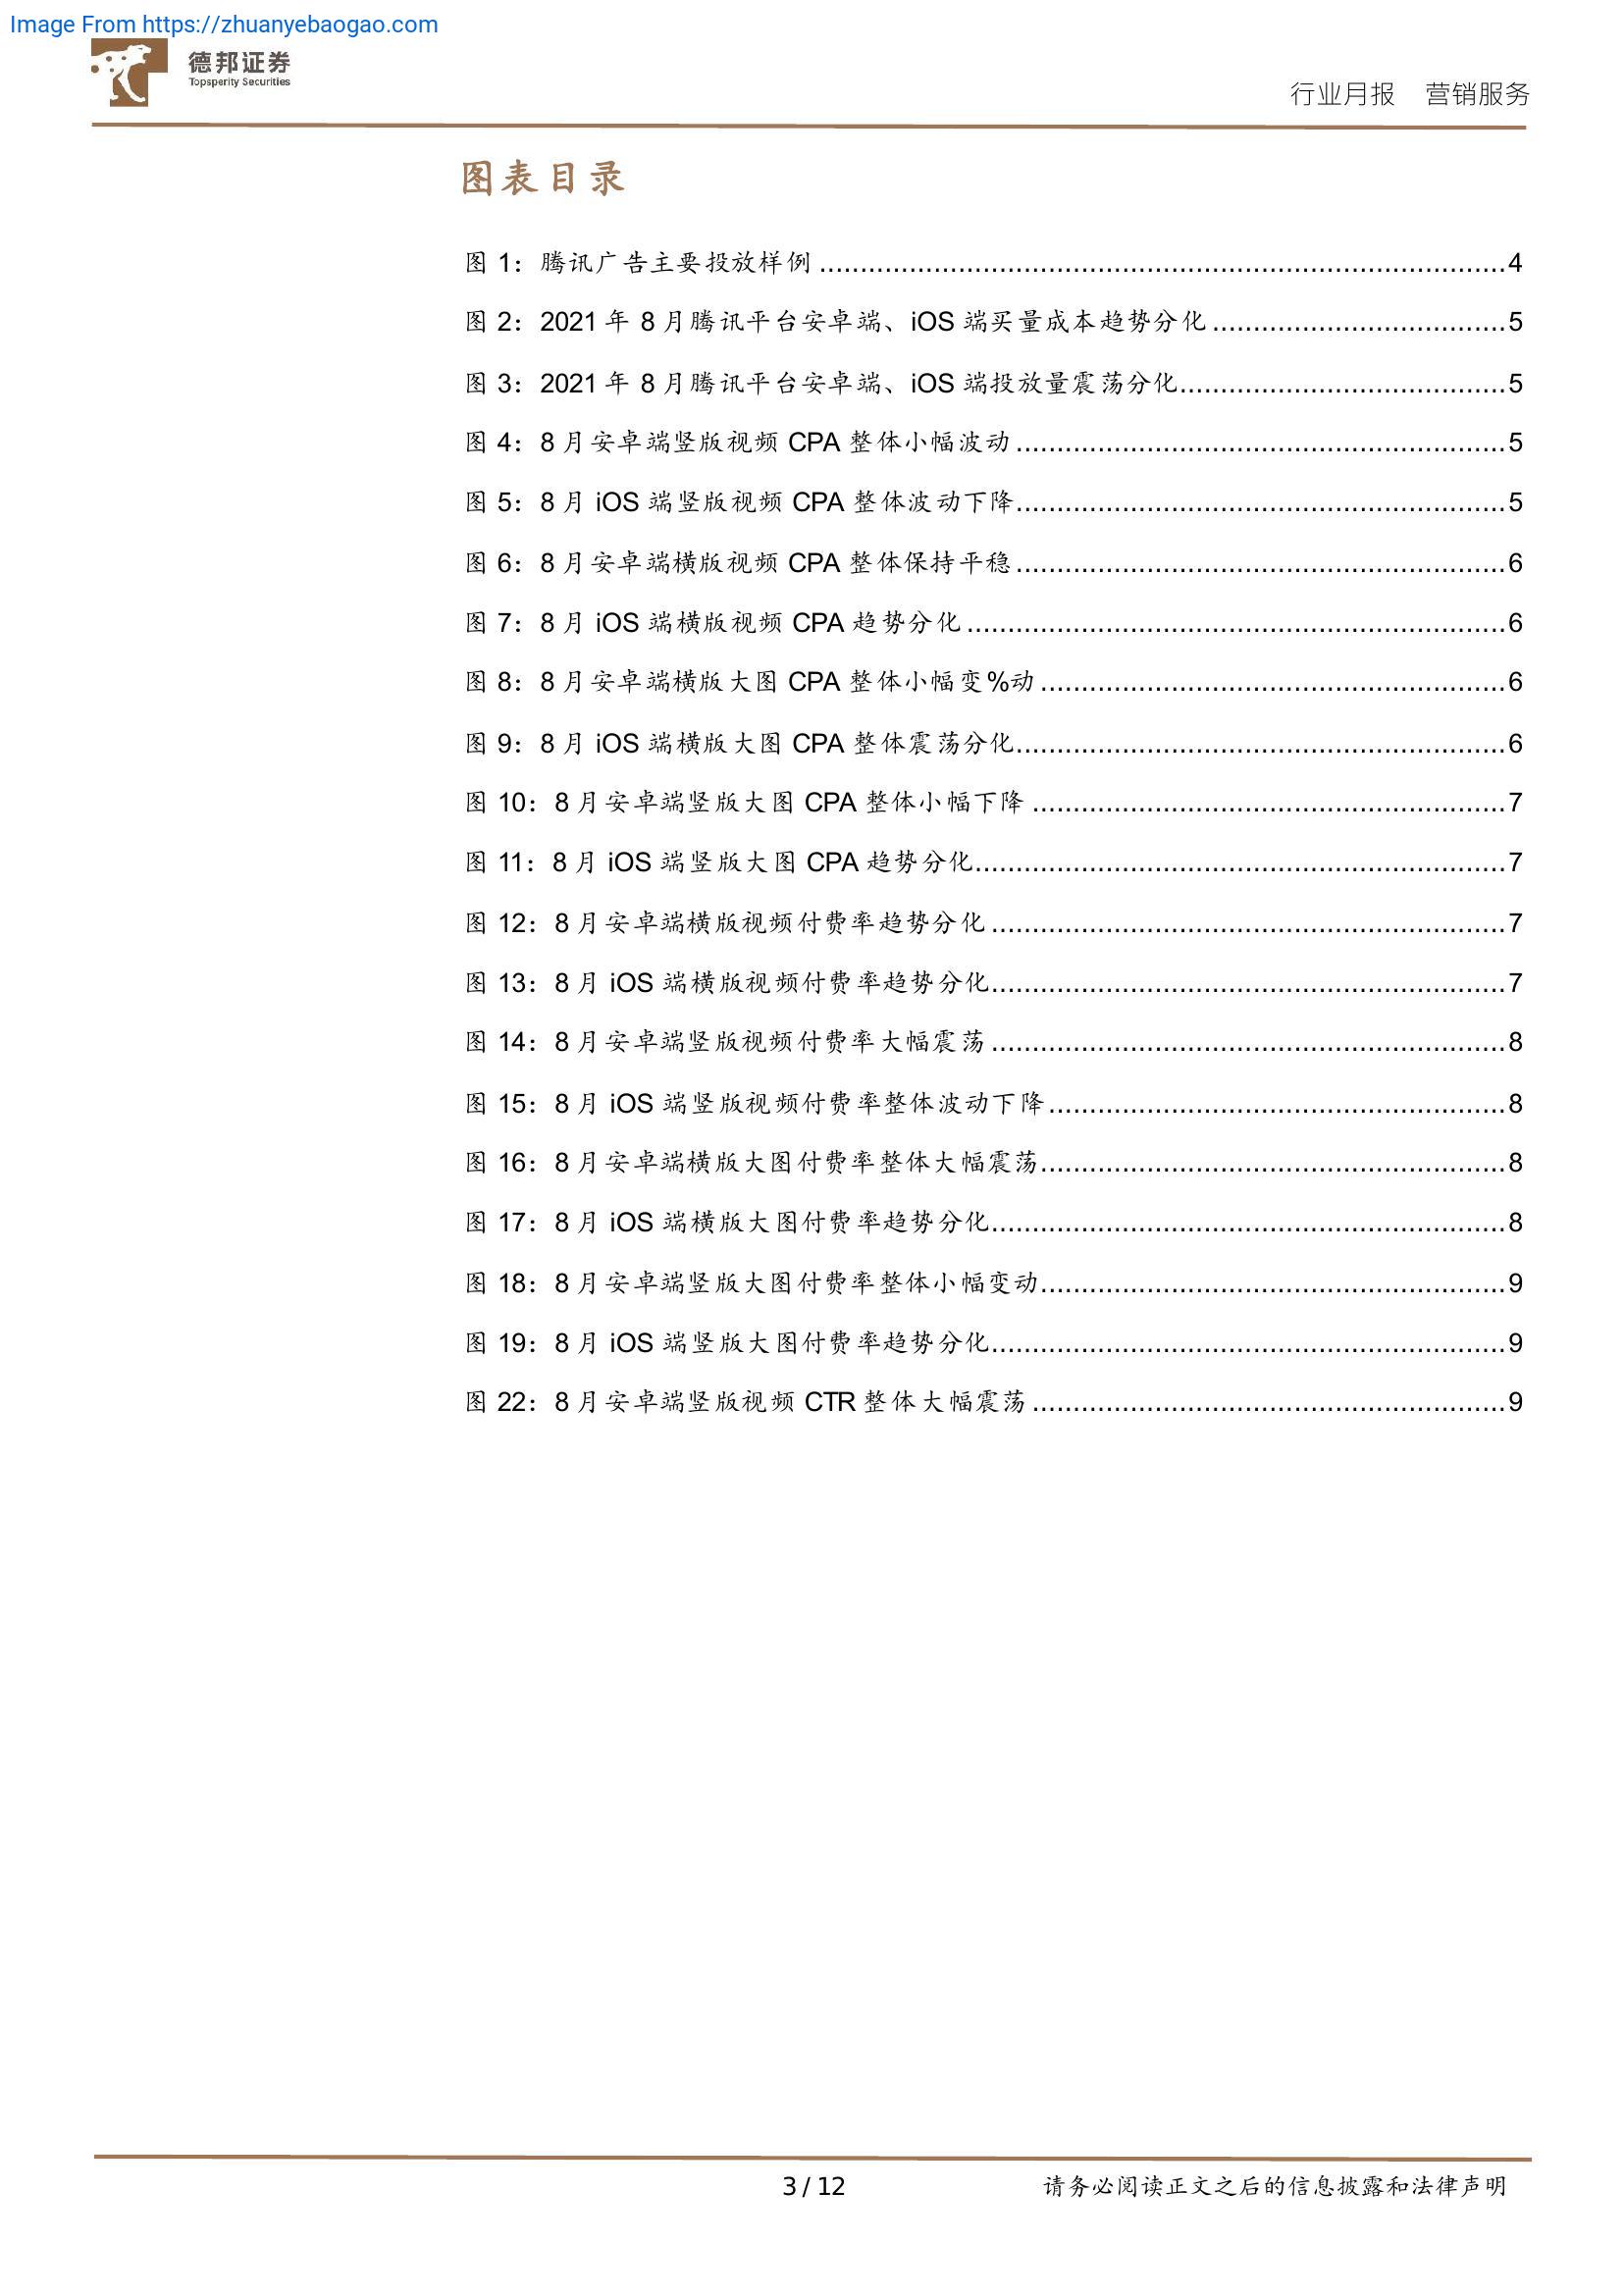 Image From https://zhuanyebaogao.com
德邦证券
Topsperity Securities
行业月报 营销服务
图表目录
图 1：腾讯广告主要投放样例 ........ 4
图 2：2021 年 8 月腾讯平台安卓端、iOS 端买量成本趋势分化 ........ 5
图 3：2021 年 8 月腾讯平台安卓端、iOS 端投放量震荡分化 ........ 5
图 4：8 月安卓端竖版视频 CPA 整体小幅波动 ........ 5
图 5：8 月 iOS 端竖版视频 CPA 整体波动下降 ........ 5
图 6：8 月安卓端横版视频 CPA 整体保持平稳 ........ 6
图 7：8 月 iOS 端横版视频 CPA 趋势分化 ........ 6
图 8：8 月安卓端横版大图 CPA 整体小幅变%动 ........ 6
图 9：8 月 iOS 端横版大图 CPA 整体震荡分化 ........ 6
图 10：8 月安卓端竖版大图 CPA 整体小幅下降 ........ 7
图 11：8 月 iOS 端竖版大图 CPA 趋势分化 ........ 7
图 12：8 月安卓端横版视频付费率趋势分化 ........ 7
图 13：8 月 iOS 端横版视频付费率趋势分化 ........ 7
图 14：8 月安卓端竖版视频付费率大幅震荡 ........ 8
图 15：8 月 iOS 端竖版视频付费率整体波动下降 ........ 8
图 16：8 月安卓端横版大图付费率整体大幅震荡 ........ 8
图 17：8 月 iOS 端横版大图付费率趋势分化 ........ 8
图 18：8 月安卓端竖版大图付费率整体小幅变动 ........ 9
图 19：8 月 iOS 端竖版大图付费率趋势分化 ........ 9
图 22：8 月安卓端竖版视频 CTR 整体大幅震荡 ........ 9
3 / 12
请务必阅读正文之后的信息披露和法律声明